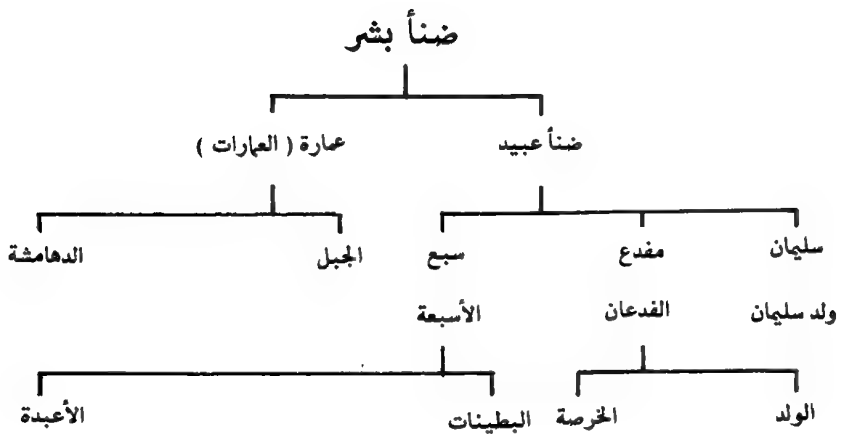 ضنأ بشر
ضنأ عبيد عمارة ( العمارات )
سليمان مفدع سبع الجبل الدهامشة
ولد سليمان الفدعان الأسبعة
الولد الخرصة البطينات الأعبدة